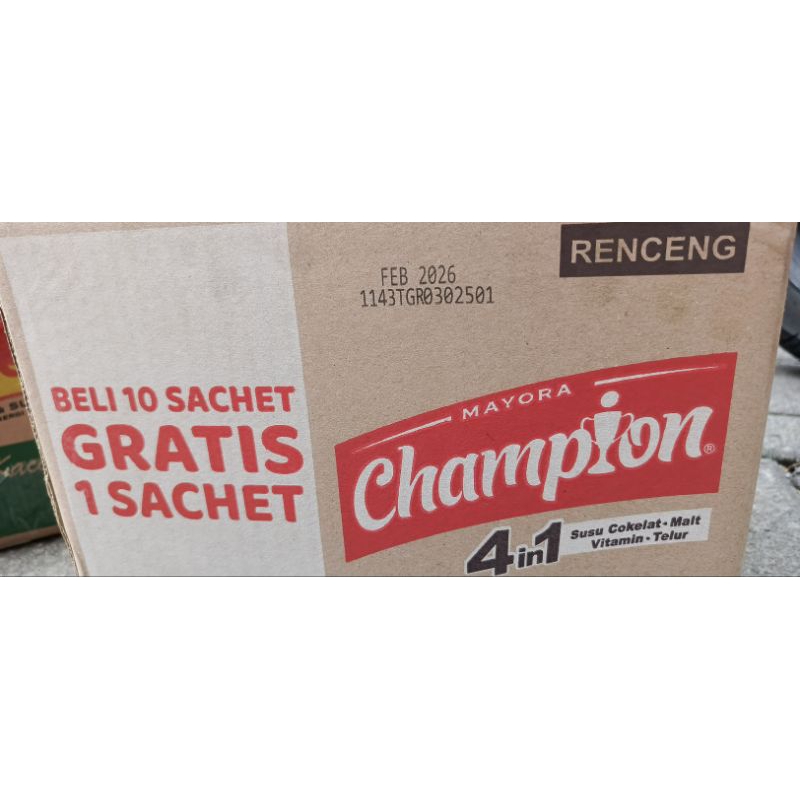 RENCENG
FEB 2026
1143TGR0302501
BELI 10 SACHET
GRATIS
1 SACHET
MAYORA
Champion®
4in1
Susu Cokelat • Malt
Vitamin • Telur